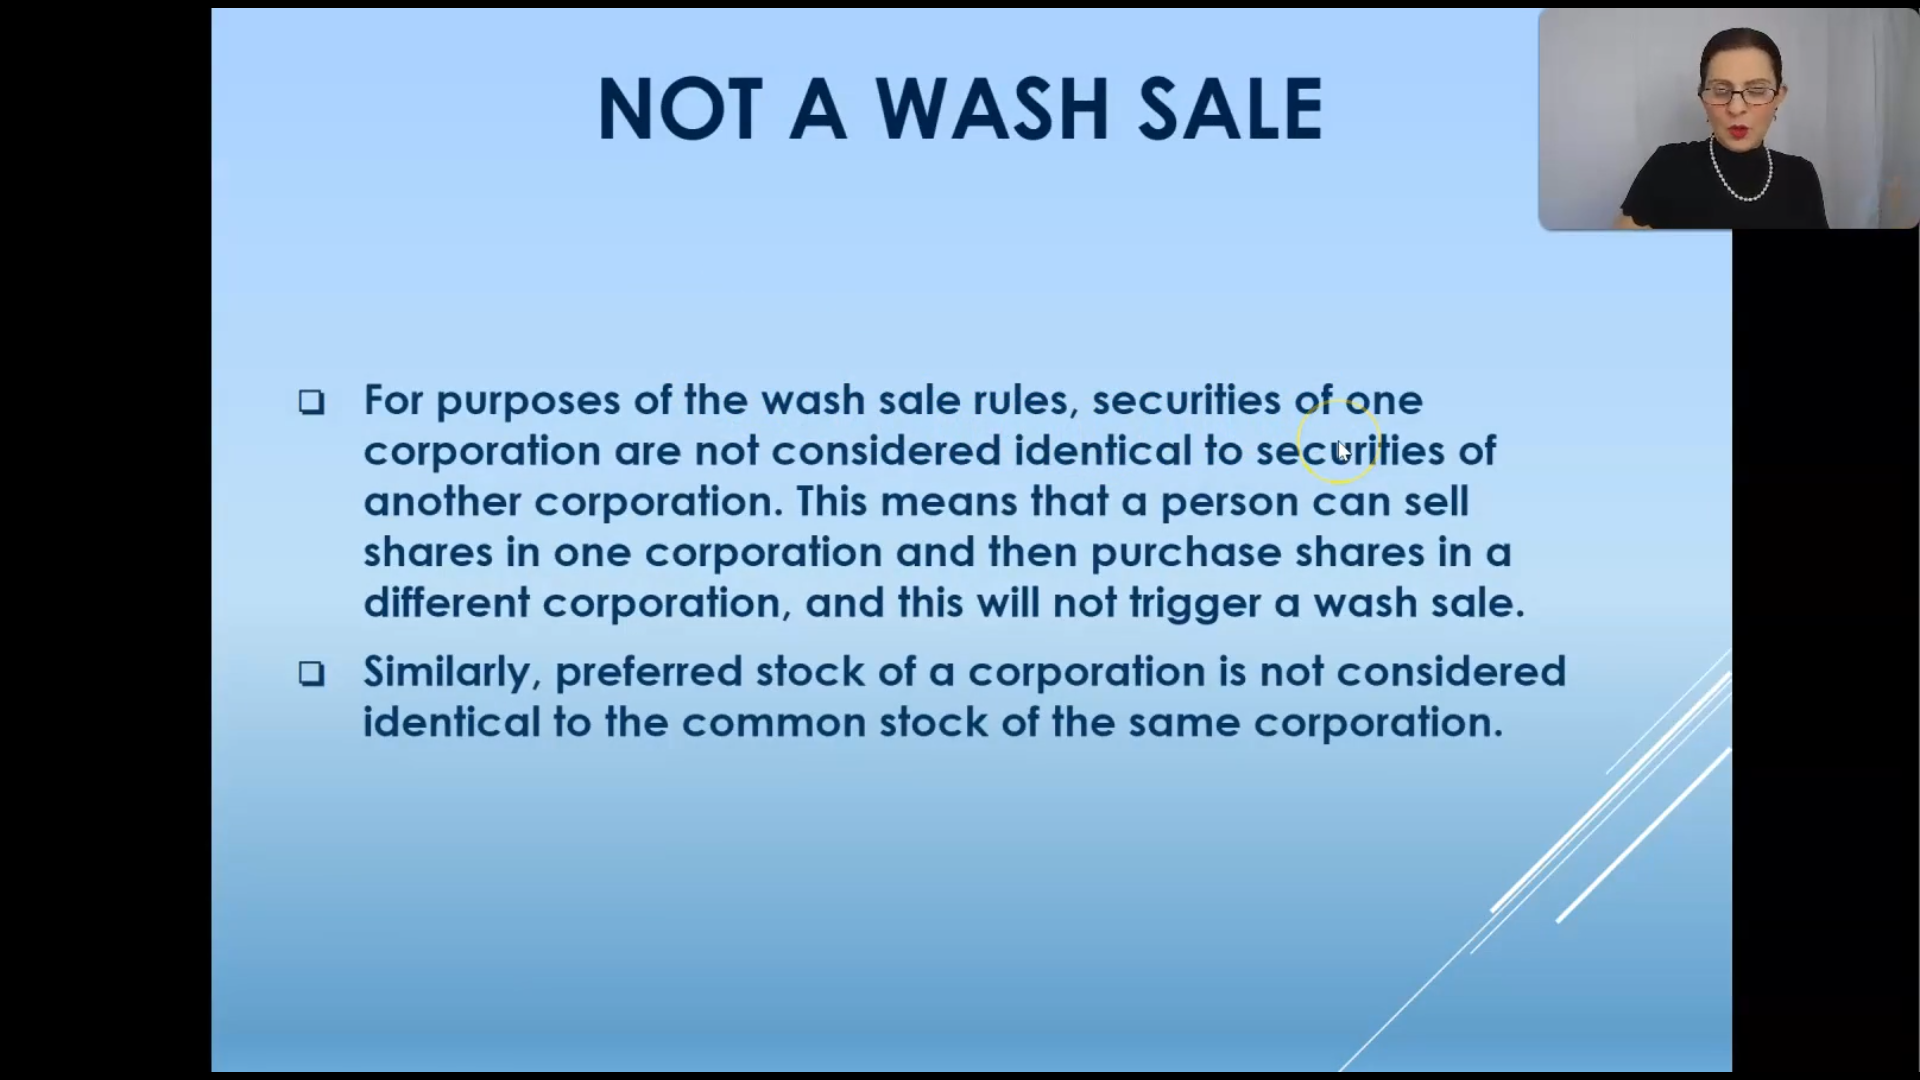 NOT A WASH SALE
For purposes of the wash sale rules, securities of one
corporation are not considered identical to securities of
another corporation. This means that a person can sell
shares in one corporation and then purchase shares in a
different corporation, and this will not trigger a wash sale.
Similarly, preferred stock of a corporation is not considered
identical to the common stock of the same corporation.